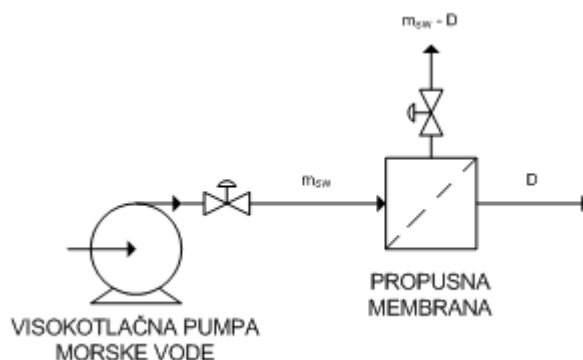 m_SW - D
m_SW
D
PROPUSNA
MEMBRANA
VISOKOTLAČNA PUMPA
MORSKE VODE